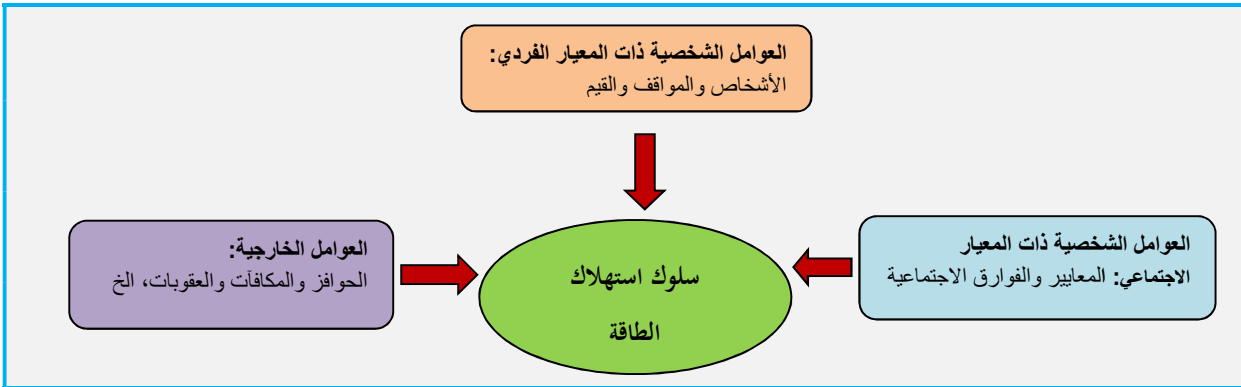 العوامل الشخصية ذات المعيار الفردي:
الأشخاص والمواقف والقيم
العوامل الشخصية ذات المعيار
الاجتماعي: المعايير والفوارق الاجتماعية
سلوك استهلاك
الطاقة
العوامل الخارجية:
الحوافز والمكافآت والعقوبات، الخ